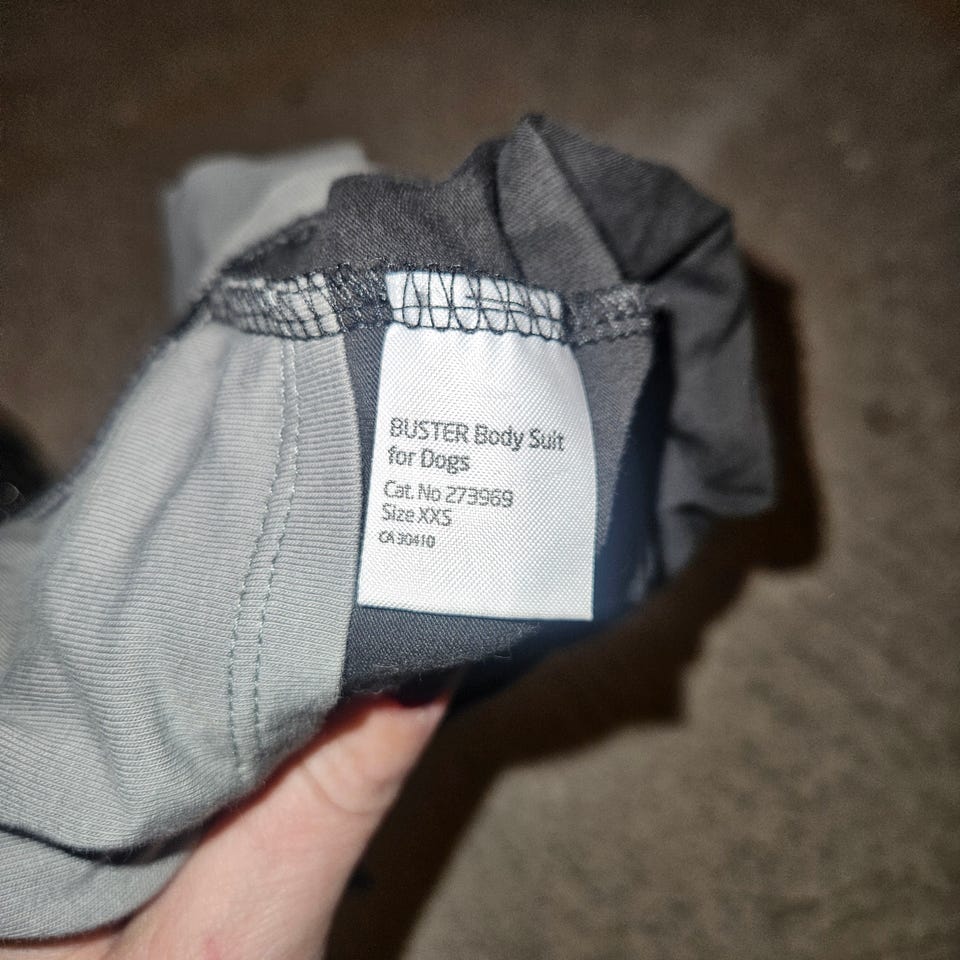 BUSTER Body Suit
for Dogs
Cat. No 273969
Size XXS
CA 30410